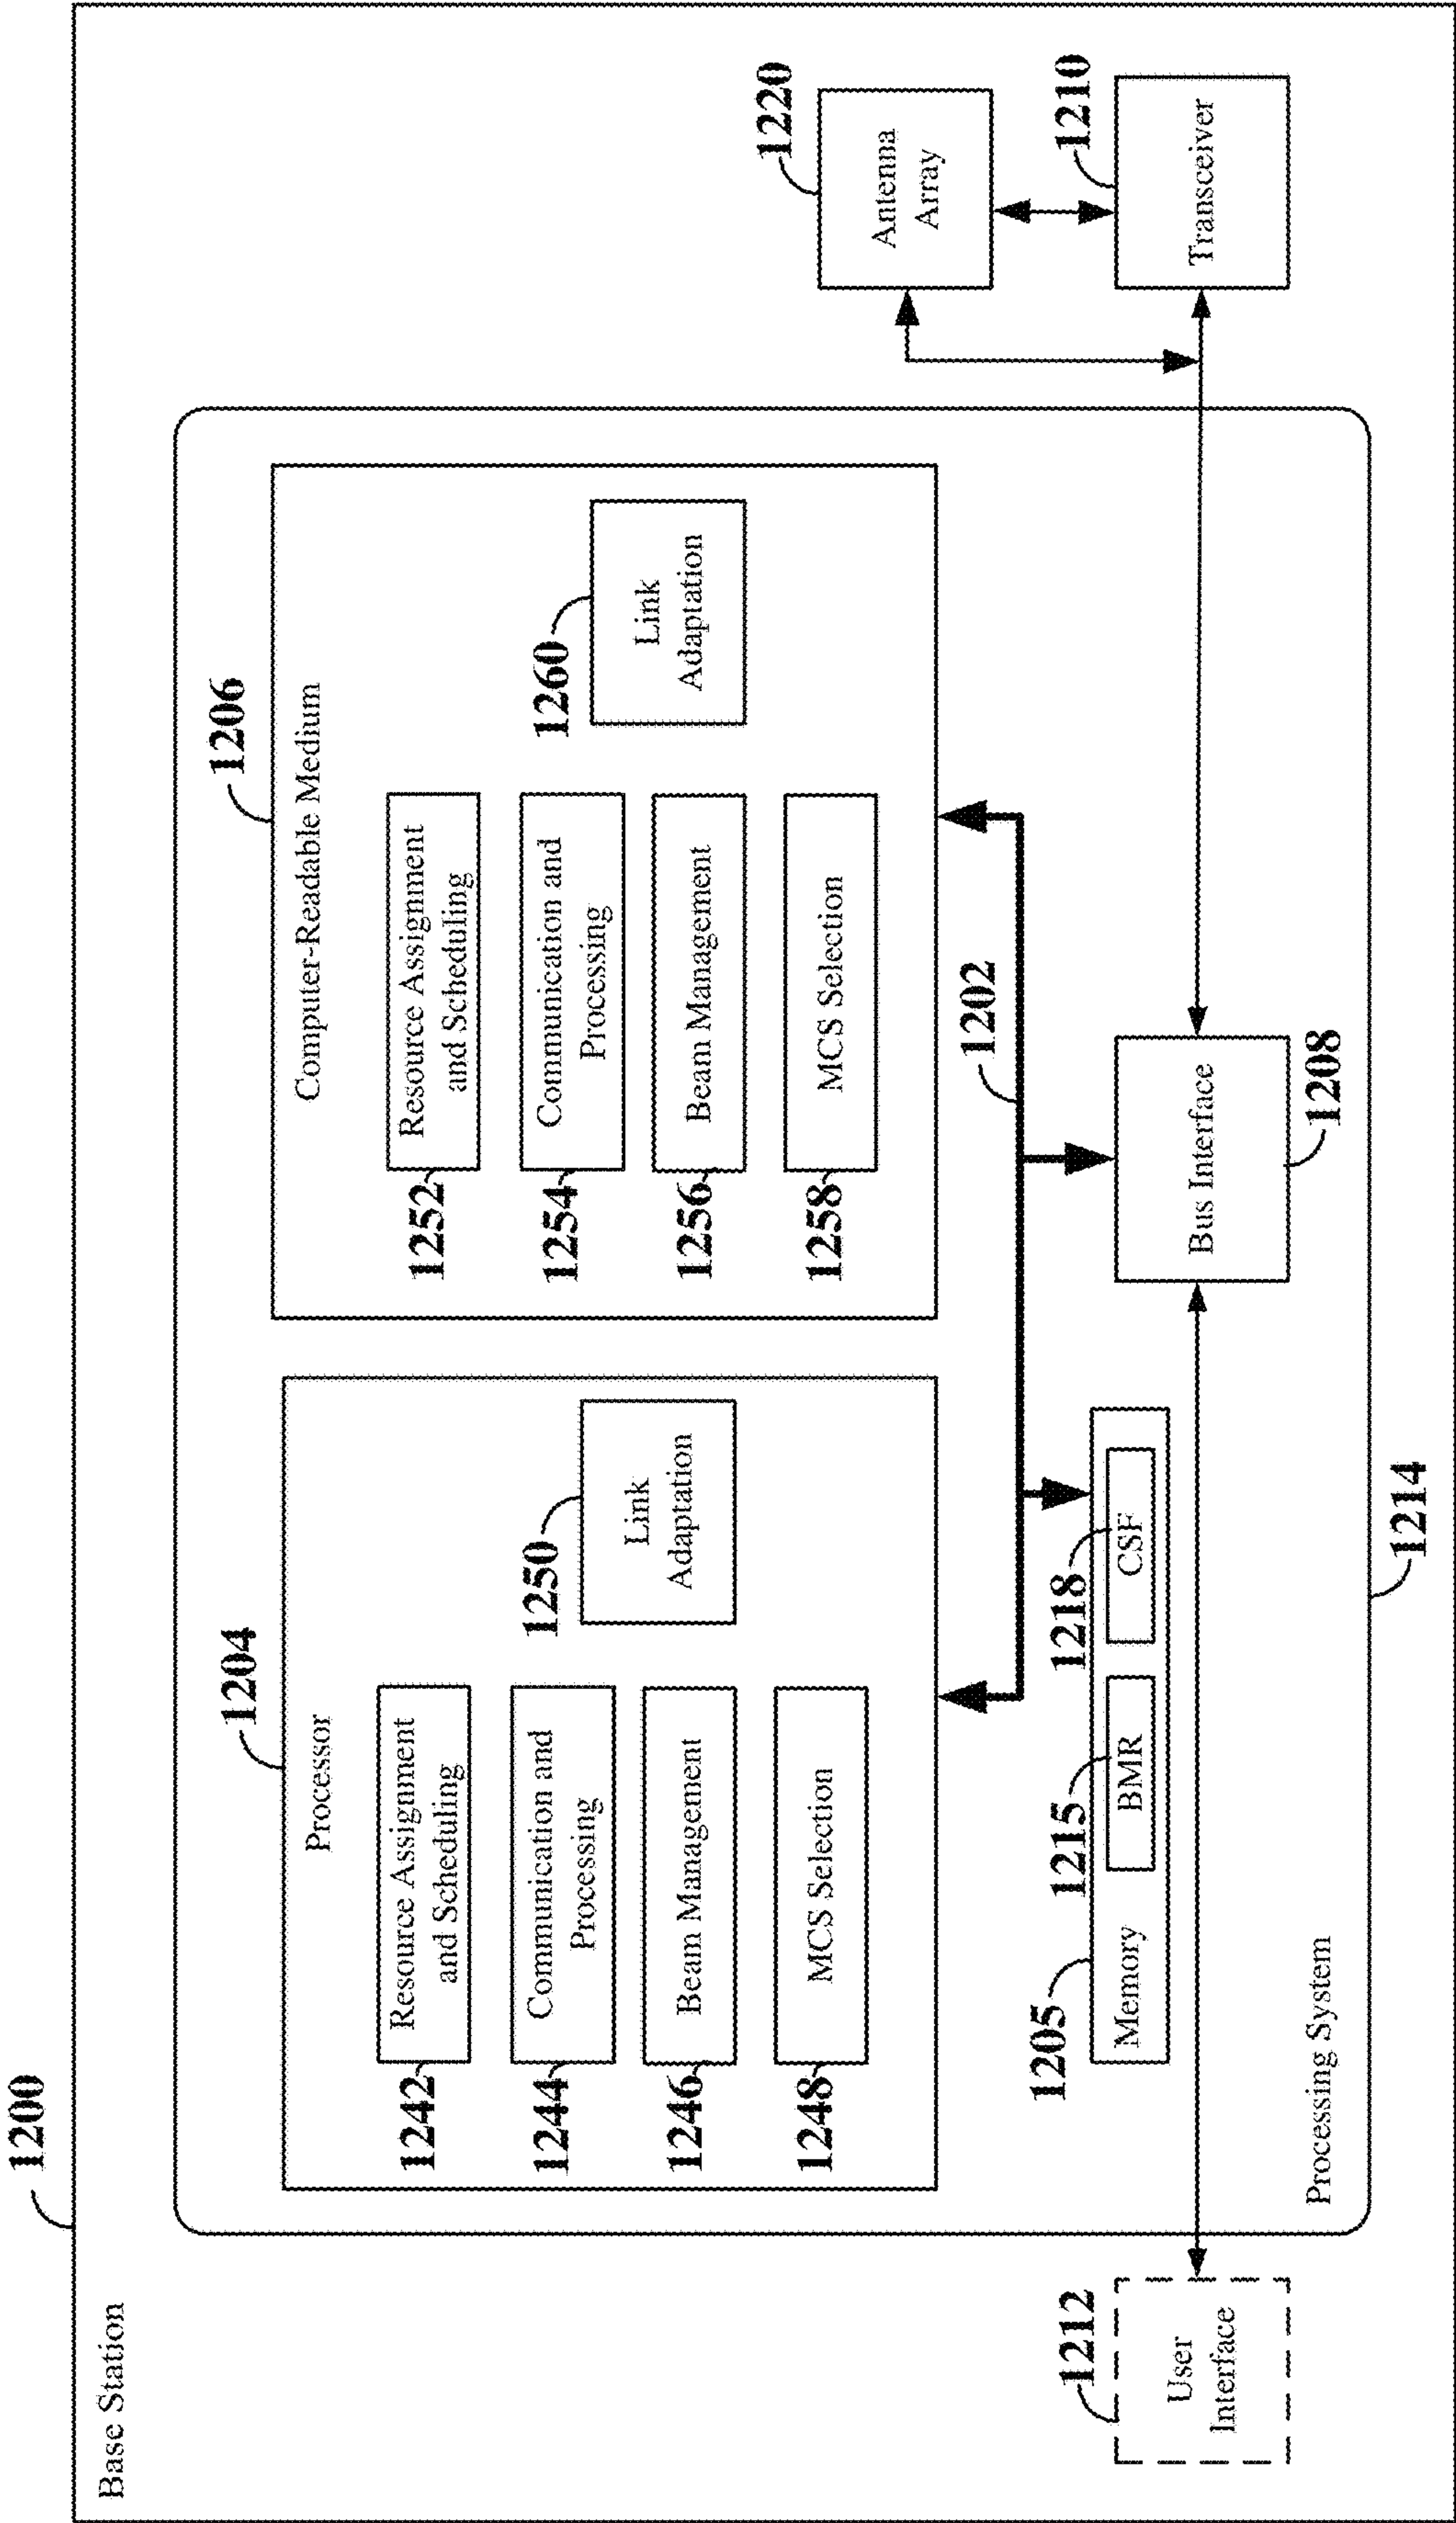 1200
Base Station
1204
Processor
1242
Resource Assignment
and Scheduling
1244
Communication and
Processing
1246
Beam Management
1248
MCS Selection
1250
Link
Adaptation
1206
Computer-Readable Medium
1252
Resource Assignment
and Scheduling
1254
Communication and
Processing
1256
Beam Management
1258
MCS Selection
1260
Link
Adaptation
1220
Antenna
Array
1210
Transceiver
1202
1205
Memory
1215
BMR
1218
CSF
1212
User
Interface
Bus Interface
1208
Processing System
1214